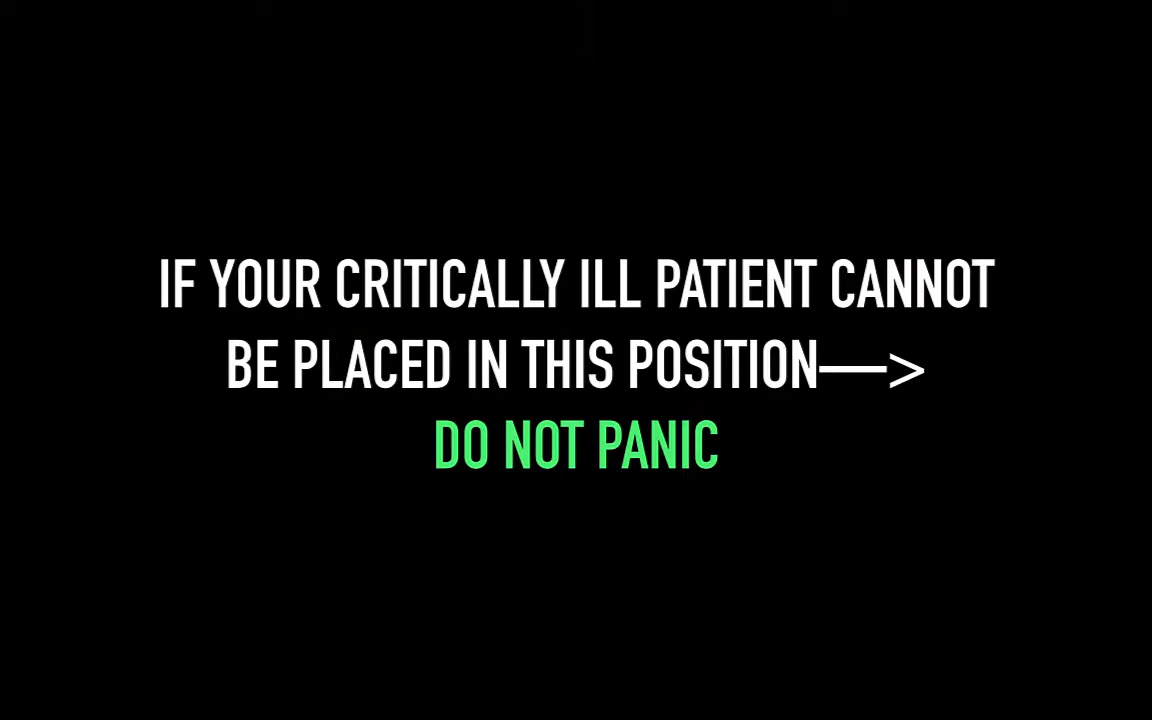 IF YOUR CRITICALLY ILL PATIENT CANNOT
BE PLACED IN THIS POSITION—>
DO NOT PANIC